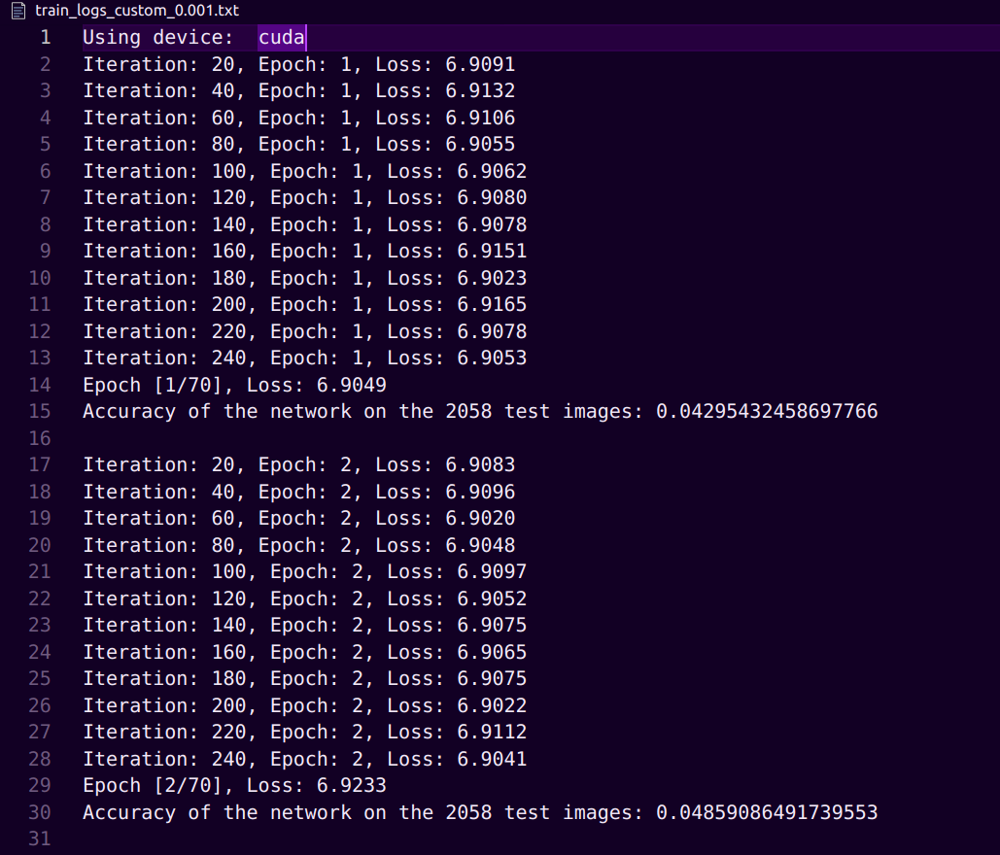 train_logs_custom_0.001.txt
1 Using device:  cuda
2 Iteration: 20, Epoch: 1, Loss: 6.9091
3 Iteration: 40, Epoch: 1, Loss: 6.9132
4 Iteration: 60, Epoch: 1, Loss: 6.9106
5 Iteration: 80, Epoch: 1, Loss: 6.9055
6 Iteration: 100, Epoch: 1, Loss: 6.9062
7 Iteration: 120, Epoch: 1, Loss: 6.9080
8 Iteration: 140, Epoch: 1, Loss: 6.9078
9 Iteration: 160, Epoch: 1, Loss: 6.9151
10 Iteration: 180, Epoch: 1, Loss: 6.9023
11 Iteration: 200, Epoch: 1, Loss: 6.9165
12 Iteration: 220, Epoch: 1, Loss: 6.9078
13 Iteration: 240, Epoch: 1, Loss: 6.9053
14 Epoch [1/70], Loss: 6.9049
15 Accuracy of the network on the 2058 test images: 0.04295432458697766
16
17 Iteration: 20, Epoch: 2, Loss: 6.9083
18 Iteration: 40, Epoch: 2, Loss: 6.9096
19 Iteration: 60, Epoch: 2, Loss: 6.9020
20 Iteration: 80, Epoch: 2, Loss: 6.9048
21 Iteration: 100, Epoch: 2, Loss: 6.9097
22 Iteration: 120, Epoch: 2, Loss: 6.9052
23 Iteration: 140, Epoch: 2, Loss: 6.9075
24 Iteration: 160, Epoch: 2, Loss: 6.9065
25 Iteration: 180, Epoch: 2, Loss: 6.9075
26 Iteration: 200, Epoch: 2, Loss: 6.9022
27 Iteration: 220, Epoch: 2, Loss: 6.9112
28 Iteration: 240, Epoch: 2, Loss: 6.9041
29 Epoch [2/70], Loss: 6.9233
30 Accuracy of the network on the 2058 test images: 0.04859086491739553
31